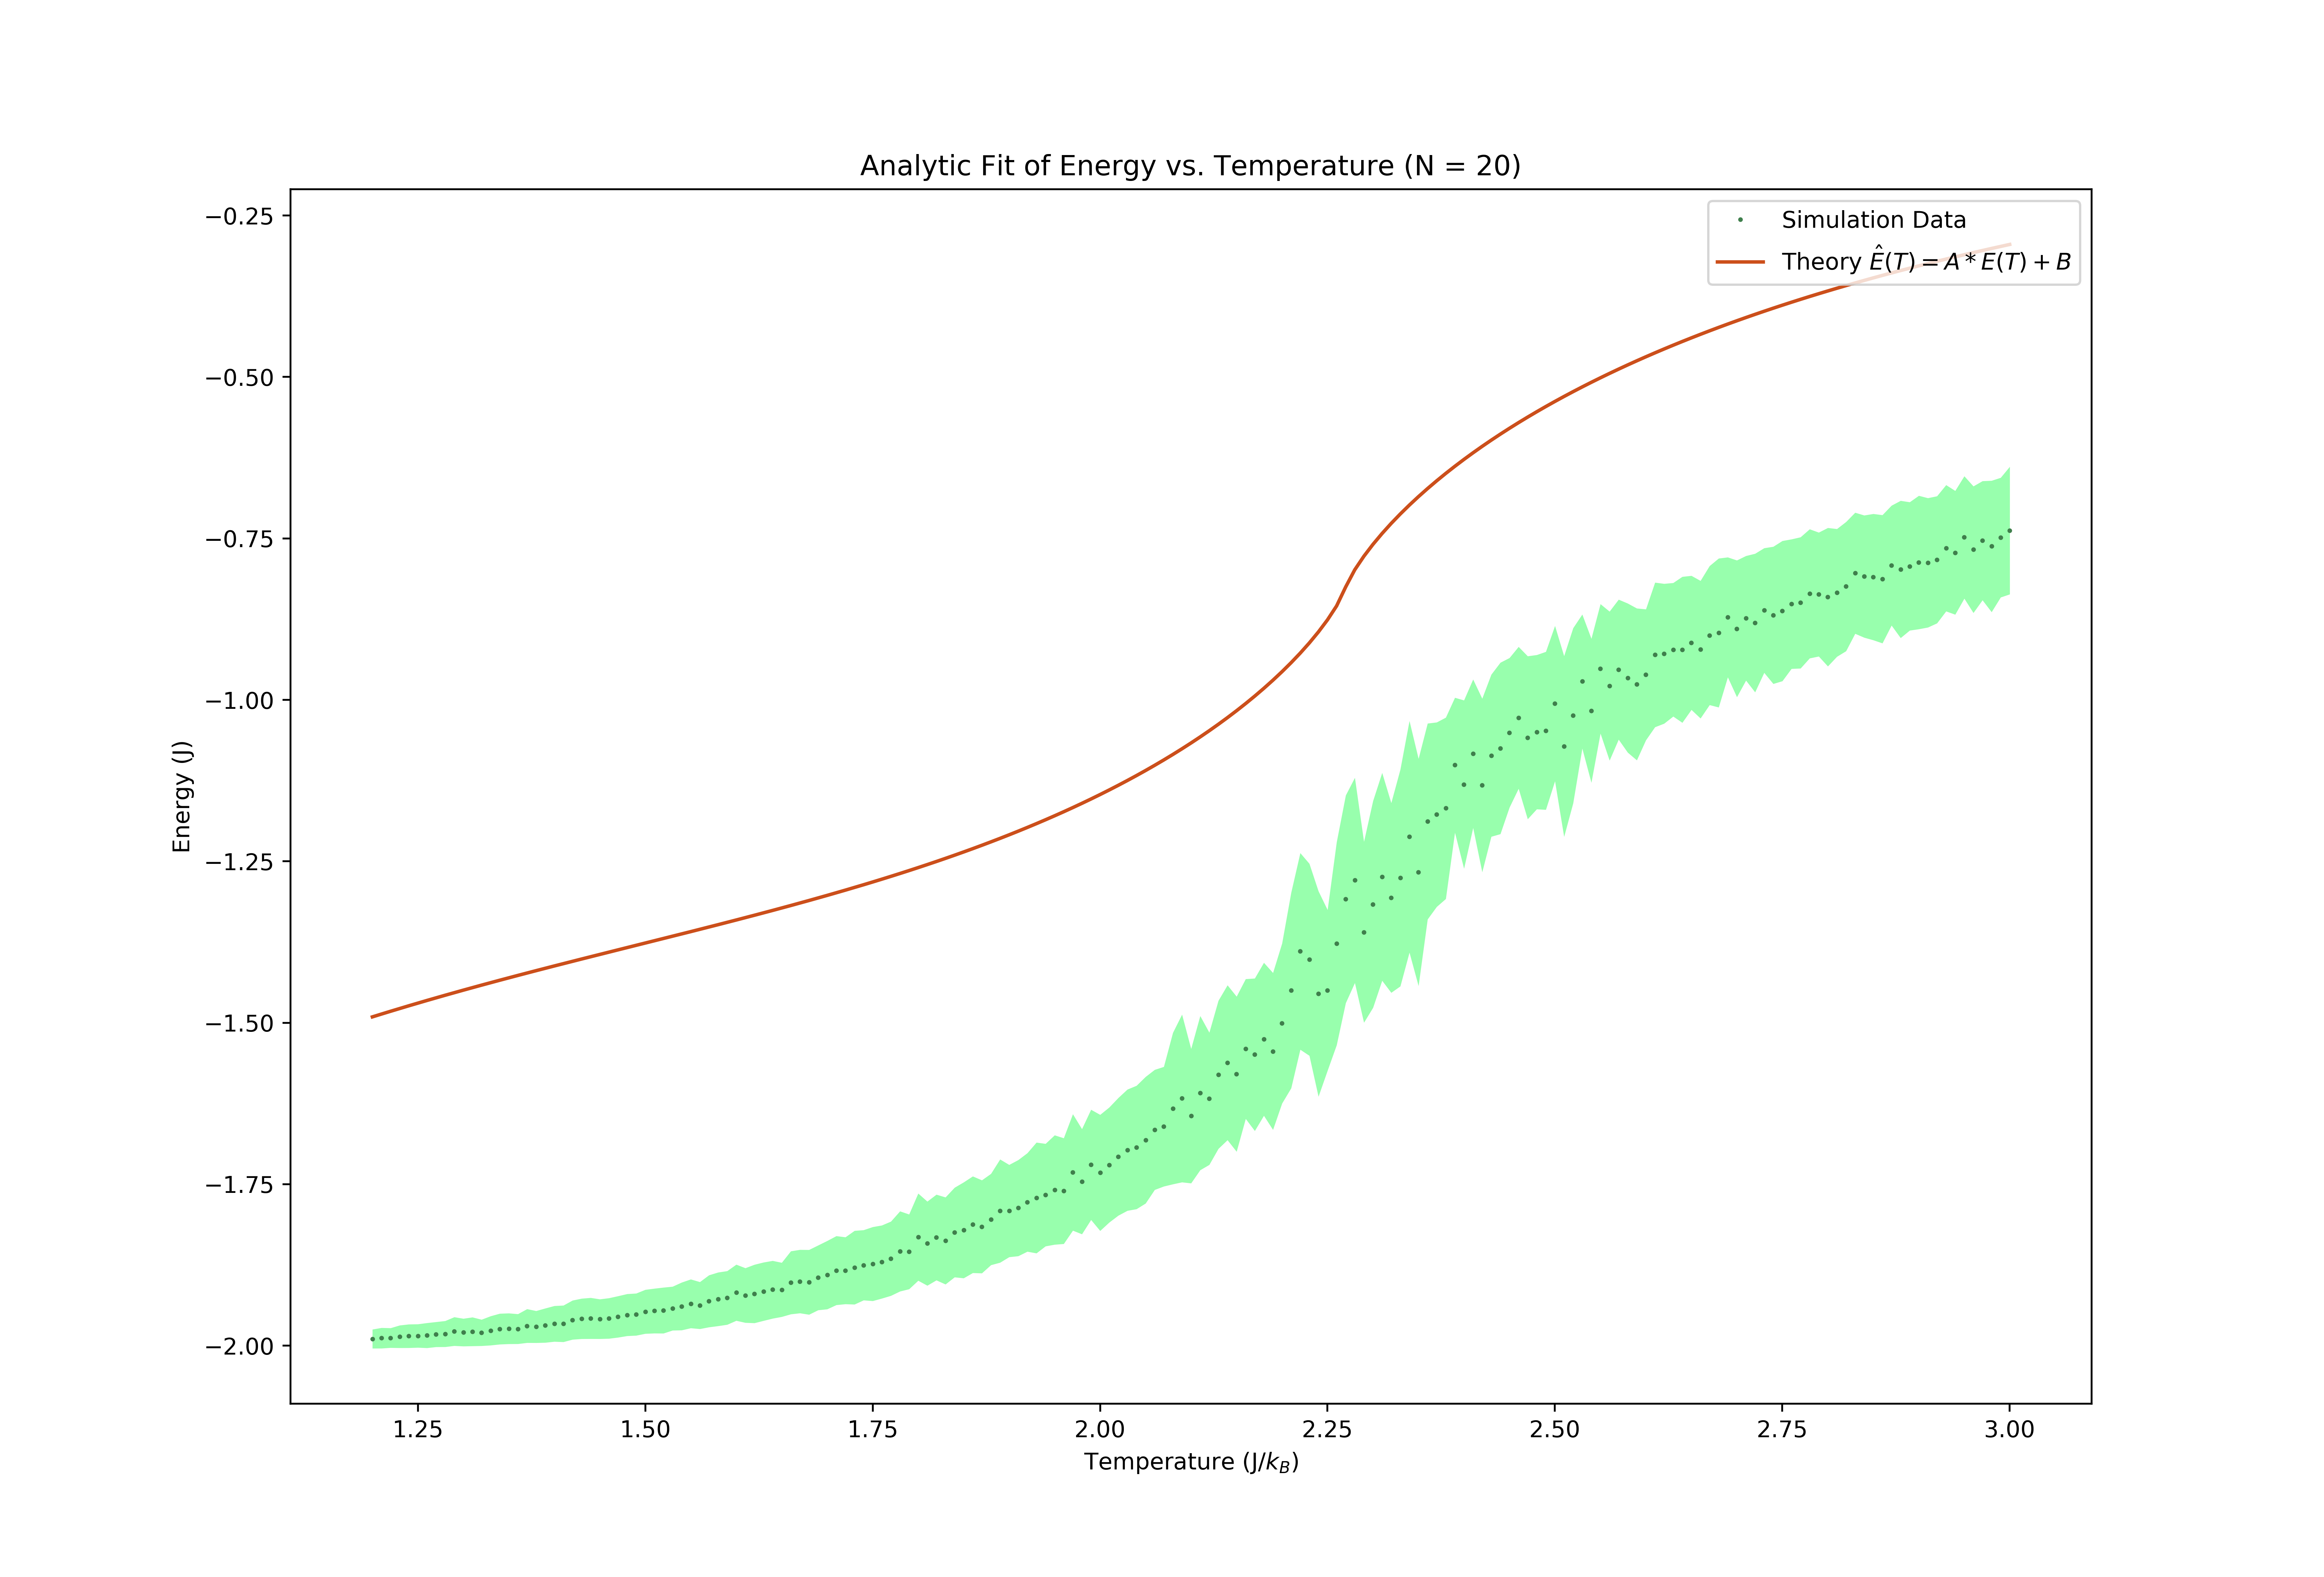 Analytic Fit of Energy vs. Temperature (N = 20)
Simulation Data
Theory Ê(T) = A * E(T) + B
Energy (J)
−0.25
−0.50
−0.75
−1.00
−1.25
−1.50
−1.75
−2.00
1.25 1.50 1.75 2.00 2.25 2.50 2.75 3.00
Temperature (J/k_B)